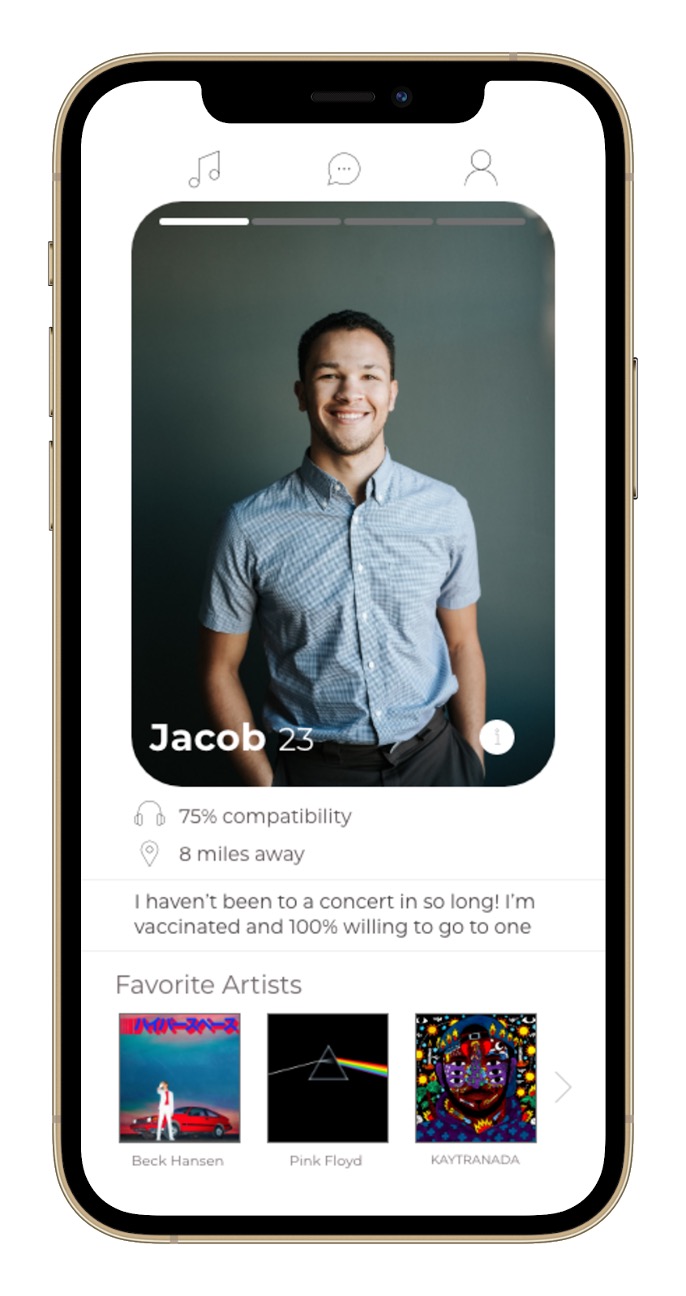 Jacob 23
i
75% compatibility
8 miles away
I haven't been to a concert in so long! I'm
vaccinated and 100% willing to go to one
Favorite Artists
ハイパースペース
Beck Hansen
Pink Floyd
KAYTRANADA